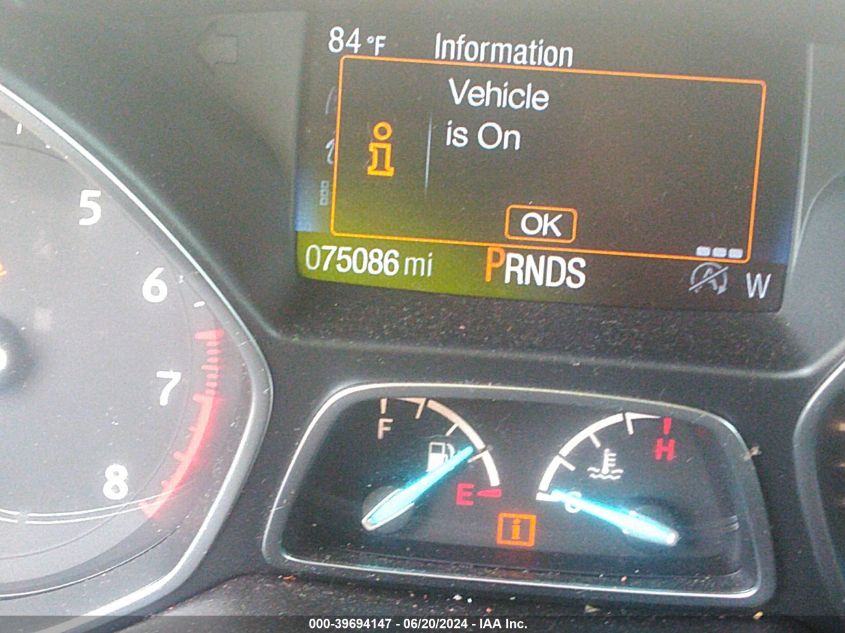 84°F Information
Vehicle
is On
OK
075086 mi PRNDS W
5
6
7
8
F
E
C
H
000-39694147 - 06/20/2024 - IAA Inc.